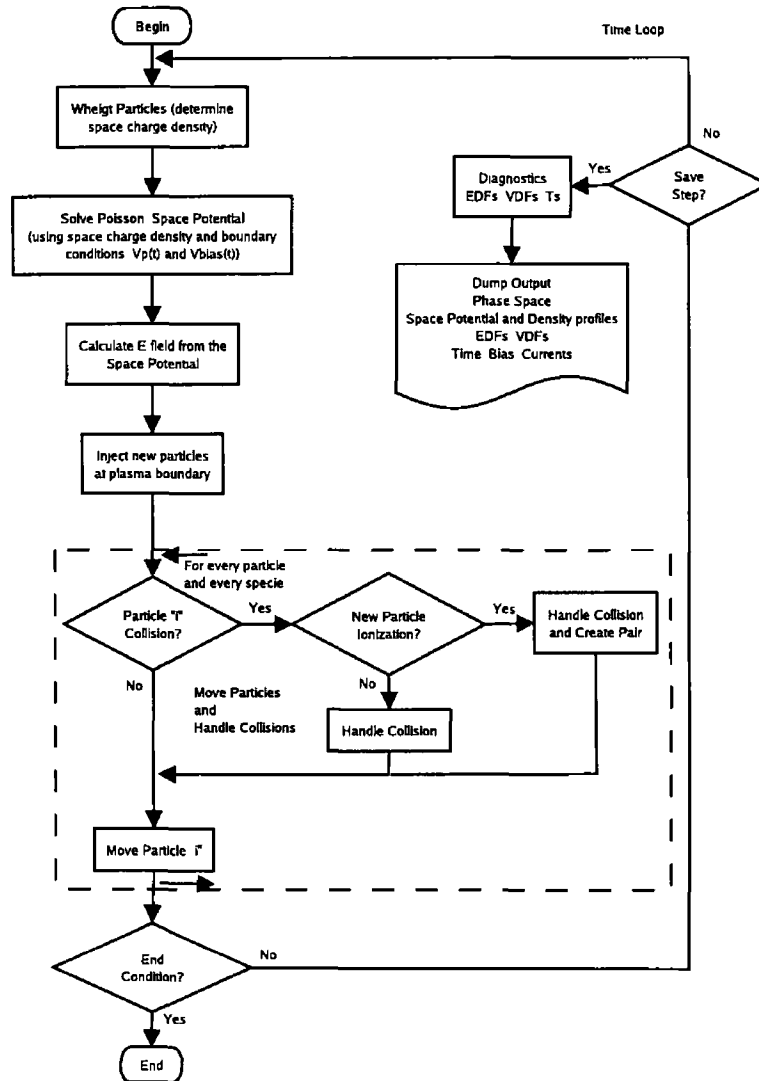 Begin
Time Loop
Wheigt Particles (determine
space charge density)
No
Save
Step?
Yes
Diagnostics
EDFs VDFs Ts
Solve Poisson Space Potential
(using space charge density and boundary
conditions Vp(t) and Vbias(t))
Dump Output
Phase Space
Space Potential and Density profiles
EDFs VDFs
Time Bias Currents
Calculate E field from the
Space Potential
Inject new particles
at plasma boundary
For every particle
and every specie
Particle "i"
Collision?
Yes
New Particle
Ionization?
Yes
Handle Collision
and Create Pair
No
No
Move Particles
and
Handle Collisions
Handle Collision
Move Particle i"
End
Condition?
No
Yes
End